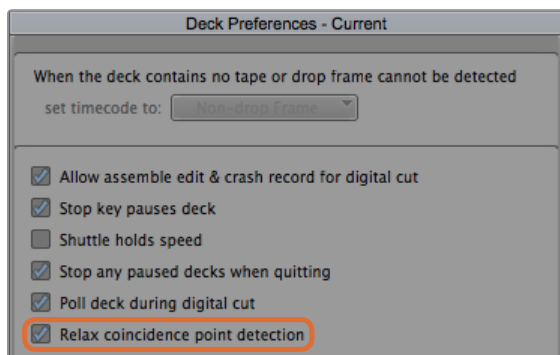 Deck Preferences - Current
When the deck contains no tape or drop frame cannot be detected
set timecode to: Non-drop Frame
Allow assemble edit & crash record for digital cut
Stop key pauses deck
Shuttle holds speed
Stop any paused decks when quitting
Poll deck during digital cut
Relax coincidence point detection